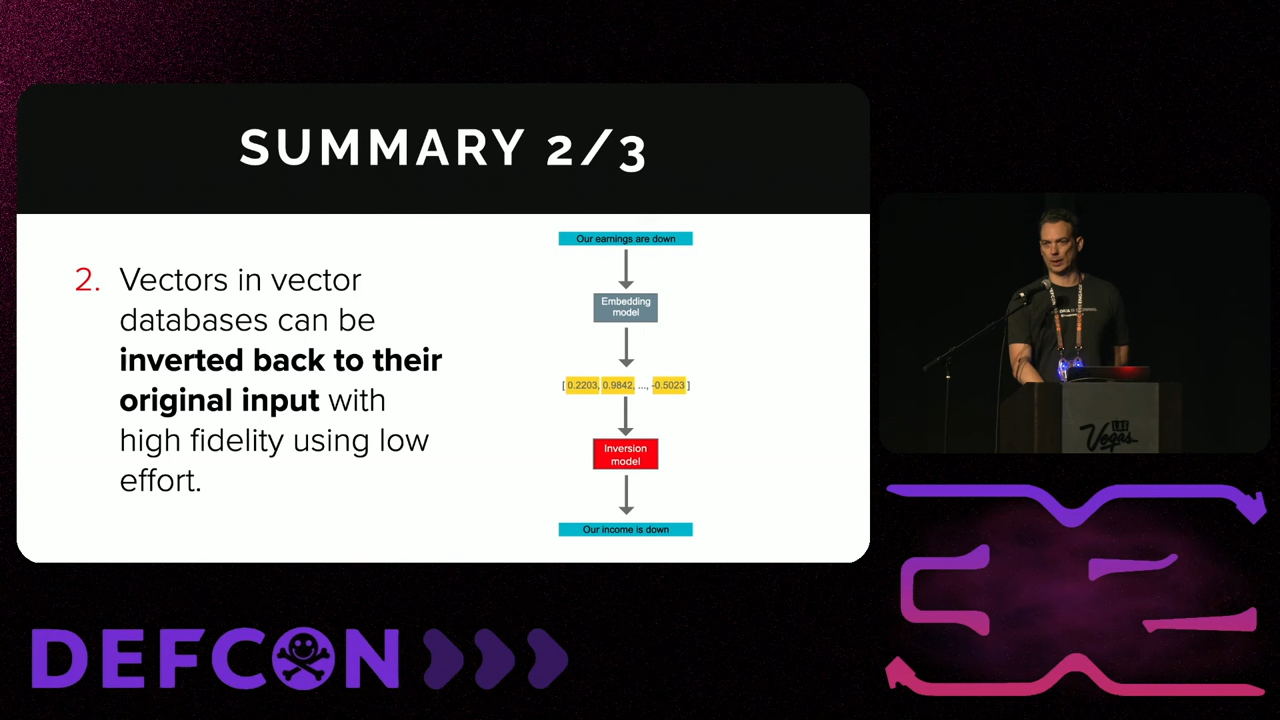 SUMMARY 2/3
2. Vectors in vector
databases can be
inverted back to their
original input with
high fidelity using low
effort.
Our earnings are down
Embedding
model
[ 0.2203, 0.9842, ..., -0.5023 ]
Inversion
model
Our income is down
Vegas
DEFCON